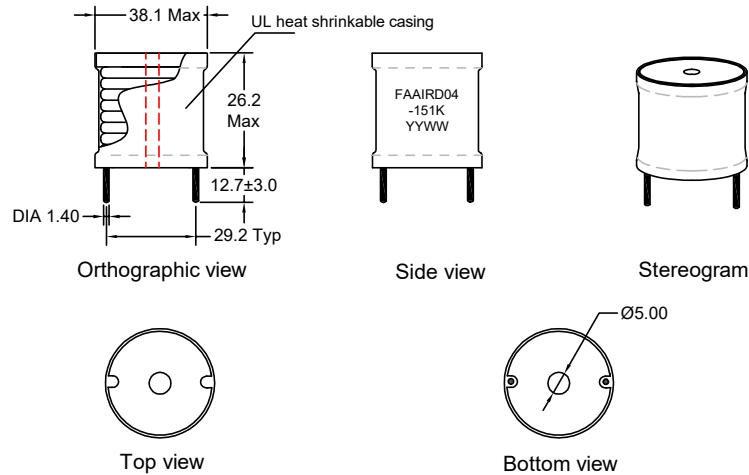 38.1 Max
UL heat shrinkable casing
26.2
Max
12.7±3.0
DIA 1.40
29.2 Typ
Orthographic view
FAAIRD04
-151K
YYWW
Side view
Stereogram
Top view
Ø5.00
Bottom view